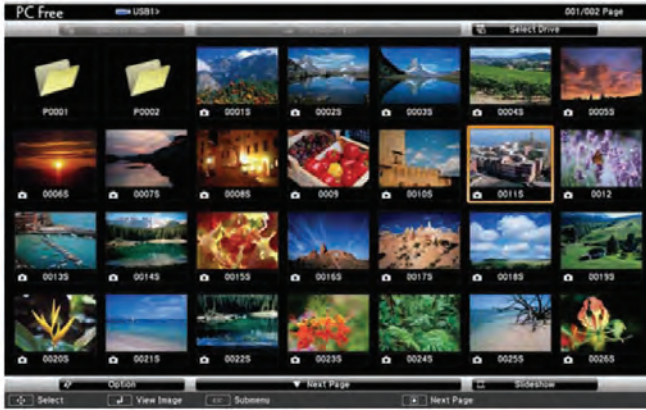 PC Free USB1> 001/002 Page
Select Drive
P0001 P0002 0001S 0002S 0003S 0004S 0005S
0006S 0007S 0008S 0009 0010S 0011S 0012
0013S 0014S 0015S 0016S 0017S 0018S 0019S
0020S 0021S 0022S 0023S 0024S 0025S 0026S
Option ▼ Next Page Slideshow
Select View Image ESC Submenu Next Page